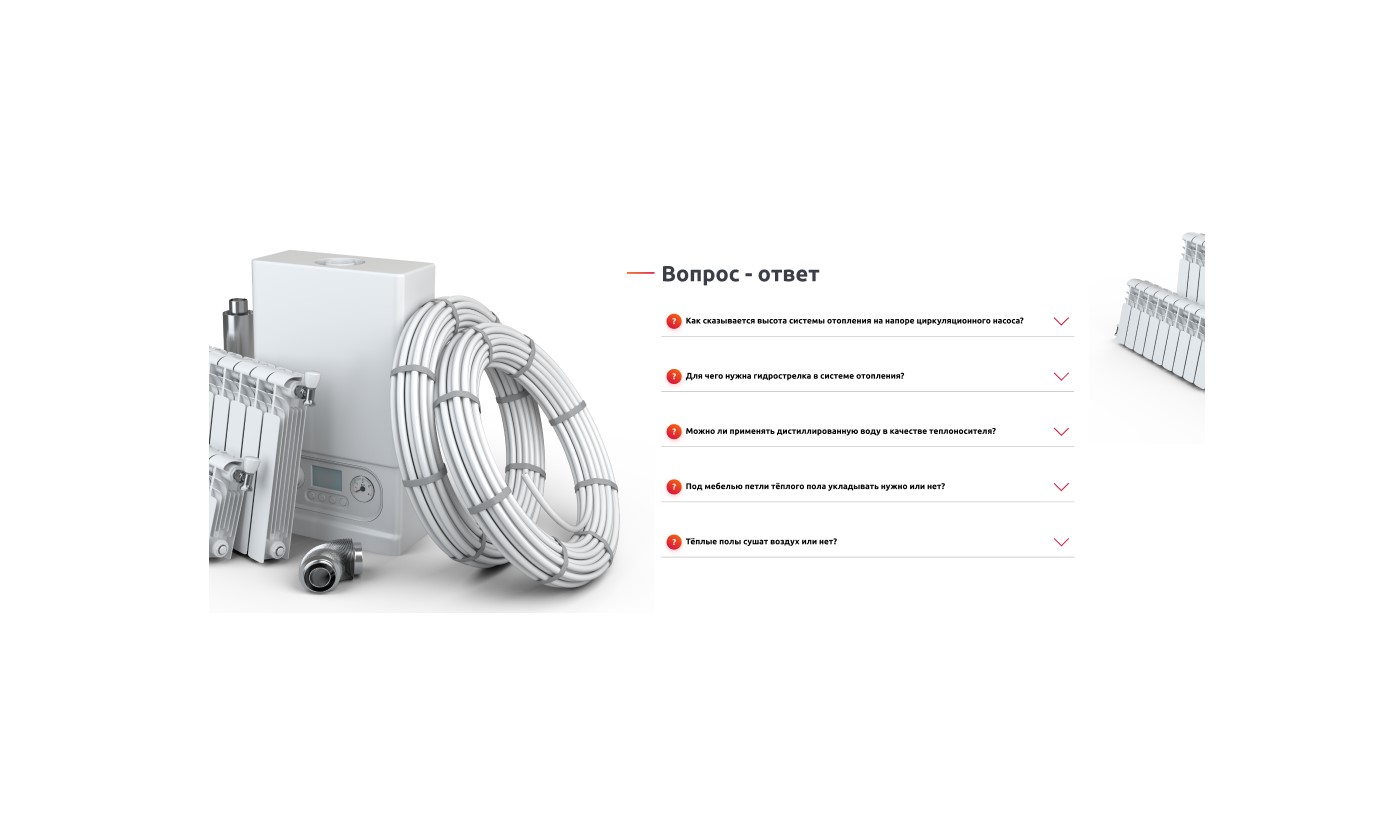 Вопрос - ответ
? Как сказывается высота системы отопления на напоре циркуляционного насоса?
? Для чего нужна гидрострелка в системе отопления?
? Можно ли применять дистиллированную воду в качестве теплоносителя?
? Под мебелью петли тёплого пола укладывать нужно или нет?
? Тёплые полы сушат воздух или нет?